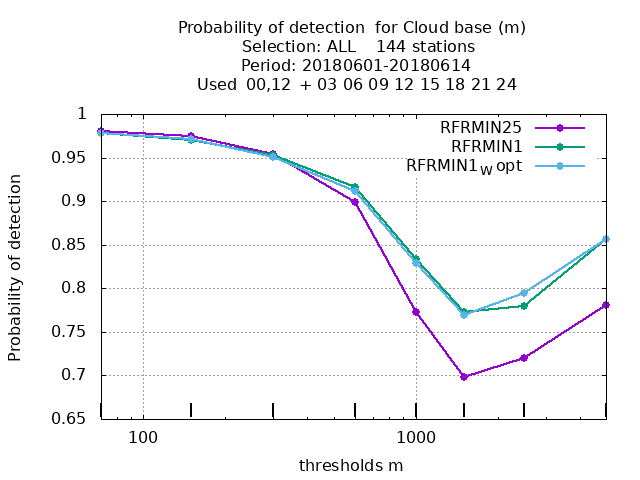 Probability of detection  for Cloud base (m)
Selection: ALL    144 stations
Period: 20180601-20180614
Used  00,12  + 03 06 09 12 15 18 21 24
RFRMIN25
RFRMIN1
RFRMIN1w opt
1
0.95
0.9
0.85
0.8
0.75
0.7
0.65
Probability of detection
100
1000
thresholds m